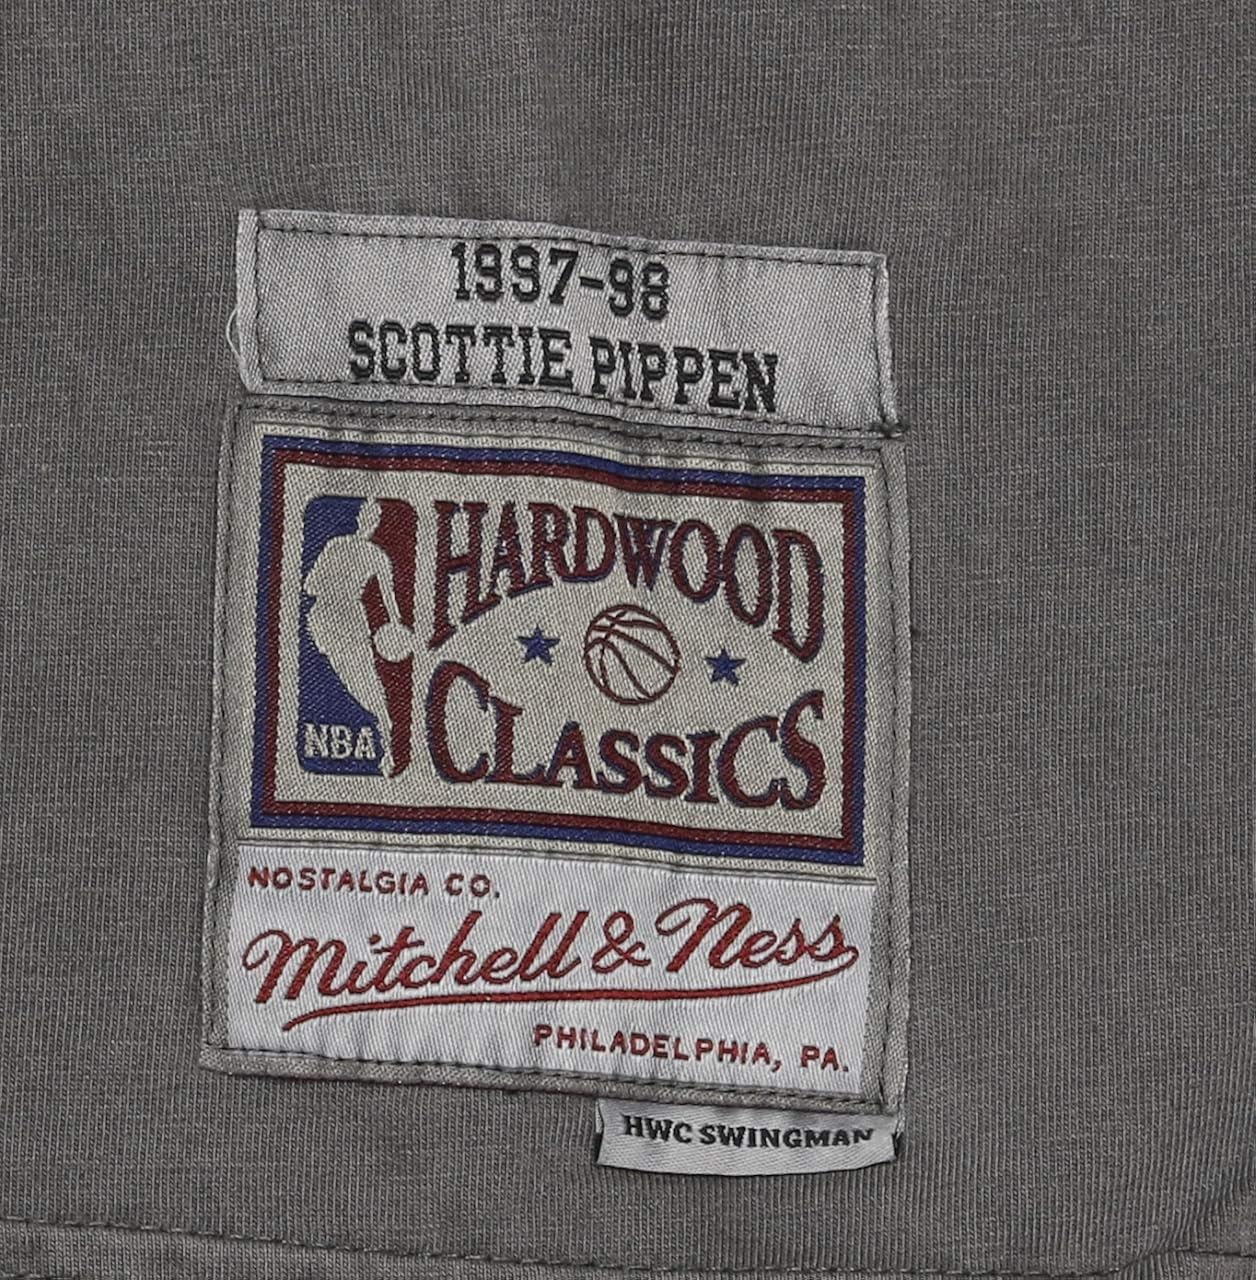 1997-98
SCOTTIE PIPPEN
HARDWOOD
CLASSICS
NBA
NOSTALGIA CO.
Mitchell & Ness
PHILADELPHIA, PA.
HWC SWINGMAN